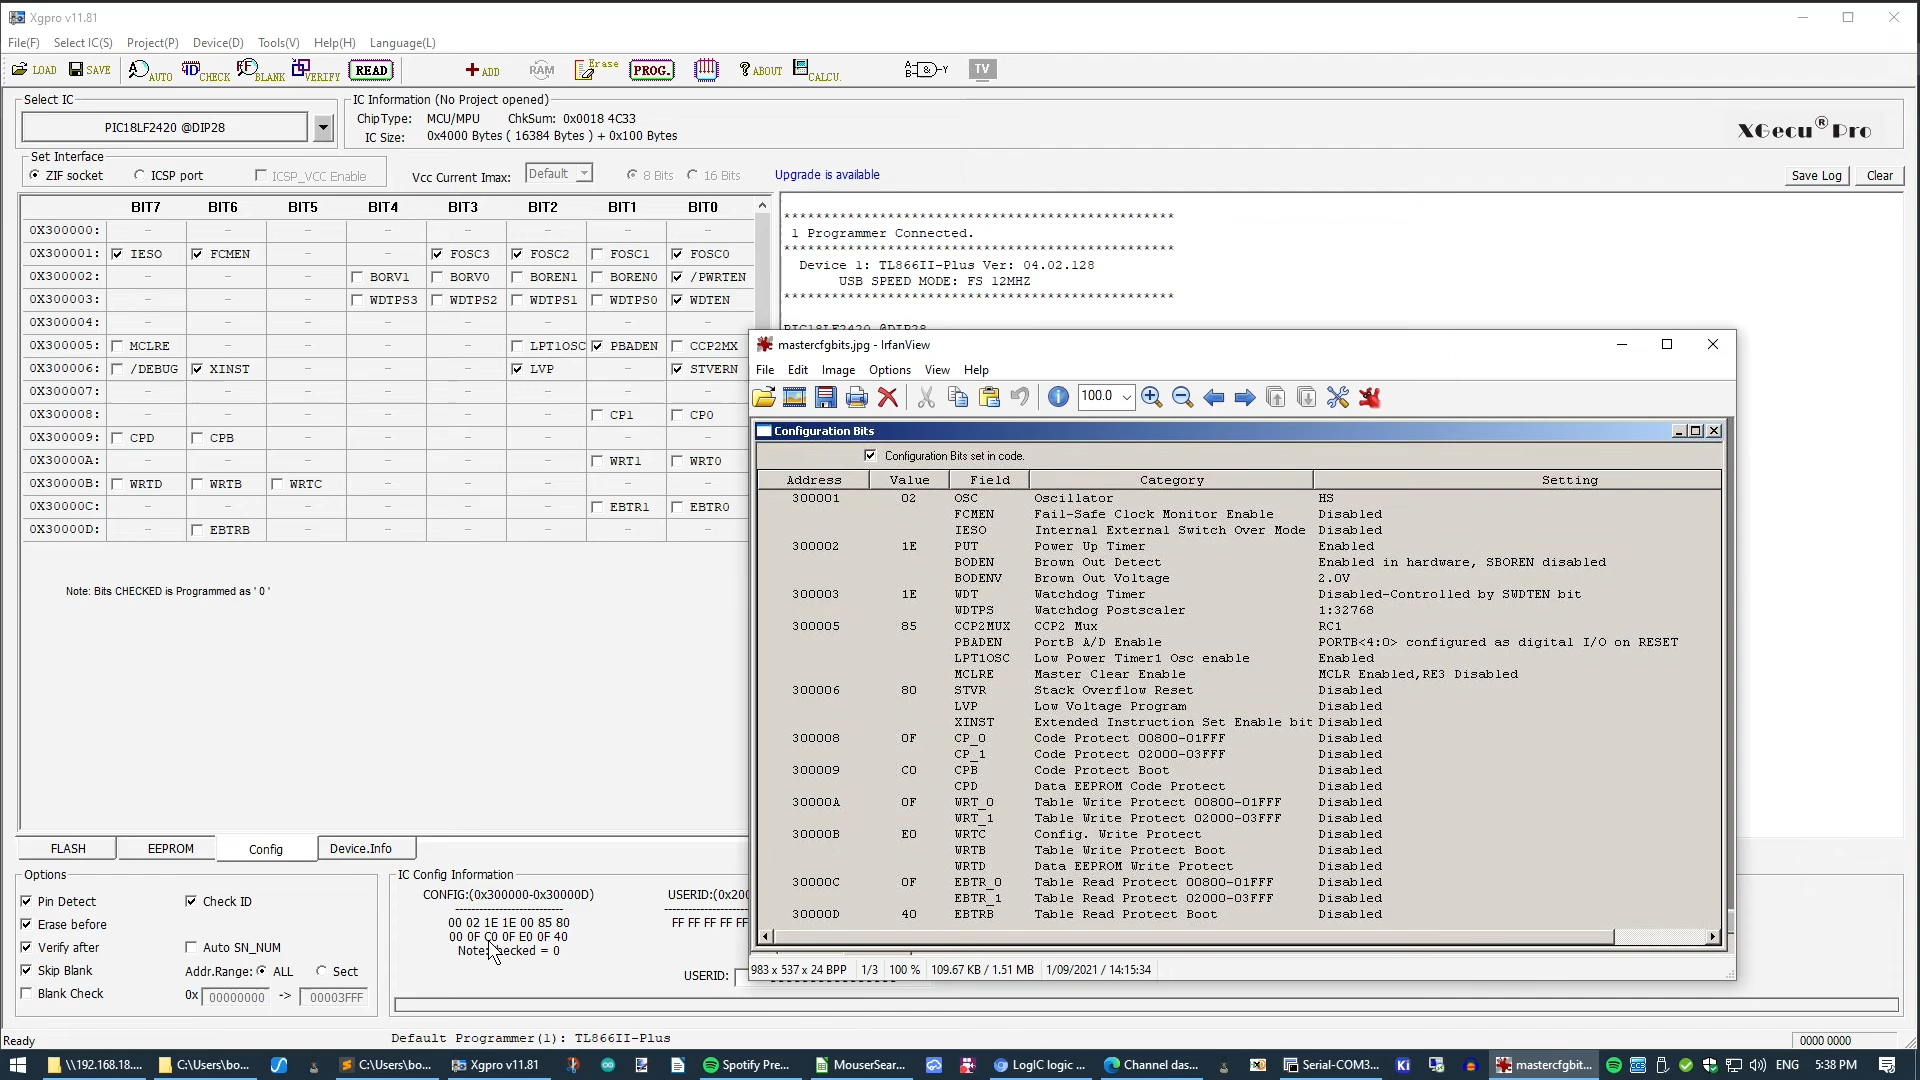 Xgpro v11.81
File(F) Select IC(S) Project(P) Device(D) Tools(V) Help(H) Language(L)
LOAD SAVE AUTO CHECK BLANK VERIFY READ ADD RAM Erase PROG. ABOUT CALCU. TV
Select IC
PIC18LF2420 @DIP28
IC Information (No Project opened)
ChipType: MCU/MPU ChkSum: 0x0018 4C33
IC Size: 0x4000 Bytes ( 16384 Bytes ) + 0x100 Bytes
XGecu® Pro
Set Interface
ZIF socket ICSP port ICSP_VCC Enable Vcc Current Imax: Default 8 Bits 16 Bits Upgrade is available Save Log Clear
BIT7 BIT6 BIT5 BIT4 BIT3 BIT2 BIT1 BIT0
0X300000: - - - - - - - -
0X300001: IESO FCMEN - - FOSC3 FOSC2 FOSC1 FOSC0
0X300002: - - - BORV1 BORV0 BOREN1 BOREN0 /PWRTEN
0X300003: - - - WDTPS3 WDTPS2 WDTPS1 WDTPS0 WDTEN
0X300004: - - - - - - - -
0X300005: MCLRE - - - - LPT1OSC PBADEN CCP2MX
0X300006: /DEBUG XINST - - - LVP - STVERN
0X300007: - - - - - - - -
0X300008: - - - - - - CP1 CP0
0X300009: CPD CPB - - - - - -
0X30000A: - - - - - - WRT1 WRT0
0X30000B: WRTD WRTB WRTC - - - - -
0X30000C: - - - - - - EBTR1 EBTR0
0X30000D: - EBTRB - - - - - -
Note: Bits CHECKED is Programmed as ' 0 '
*************************************************
1 Programmer Connected.
*************************************************
Device 1: TL866II-Plus Ver: 04.02.128
USB SPEED MODE: FS 12MHZ
*************************************************
PIC18LF2420 @DIP28
mastercfgbits.jpg - IrfanView
File Edit Image Options View Help
100.0
Configuration Bits
Configuration Bits set in code.
Address Value Field Category Setting
300001 02 OSC Oscillator HS
FCMEN Fail-Safe Clock Monitor Enable Disabled
IESO Internal External Switch Over Mode Disabled
300002 1E PUT Power Up Timer Enabled
BODEN Brown Out Detect Enabled in hardware, SBOREN disabled
BODENV Brown Out Voltage 2.0V
300003 1E WDT Watchdog Timer Disabled-Controlled by SWDTEN bit
WDTPS Watchdog Postscaler 1:32768
300005 85 CCP2MUX CCP2 Mux RC1
PBADEN PortB A/D Enable PORTB<4:0> configured as digital I/O on RESET
LPT1OSC Low Power Timer1 Osc enable Enabled
MCLRE Master Clear Enable MCLR Enabled,RE3 Disabled
300006 80 STVR Stack Overflow Reset Disabled
LVP Low Voltage Program Disabled
XINST Extended Instruction Set Enable bit Disabled
300008 0F CP_0 Code Protect 00800-01FFF Disabled
CP_1 Code Protect 02000-03FFF Disabled
300009 C0 CPB Code Protect Boot Disabled
CPD Data EEPROM Code Protect Disabled
30000A 0F WRT_0 Table Write Protect 00800-01FFF Disabled
WRT_1 Table Write Protect 02000-03FFF Disabled
30000B E0 WRTC Config. Write Protect Disabled
WRTB Table Write Protect Boot Disabled
WRTD Data EEPROM Write Protect Disabled
30000C 0F EBTR_0 Table Read Protect 00800-01FFF Disabled
EBTR_1 Table Read Protect 02000-03FFF Disabled
30000D 40 EBTRB Table Read Protect Boot Disabled
983 x 537 x 24 BPP 1/3 100 % 109.67 KB / 1.51 MB 1/09/2021 / 14:15:34
FLASH EEPROM Config Device.Info
Options
Pin Detect Check ID
Erase before
Verify after Auto SN_NUM
Skip Blank Addr.Range: ALL Sect
Blank Check 0x 00000000 -> 00003FFF
IC Config Information
CONFIG:(0x300000-0x30000D) USERID:(0x200
00 02 1E 1E 00 85 80 FF FF FF FF FF
00 0F C0 0F E0 0F 40
Note: checked = 0
USERID:
Ready Default Programmer(1): TL866II-Plus 0000 0000
\\192.168.18.... C:\Users\bo... C:\Users\bo... Xgpro v11.81 Spotify Pre... MouserSear... LogIC logic ... Channel das... Serial-COM3... Ki mastercfgbit... ENG 5:38 PM